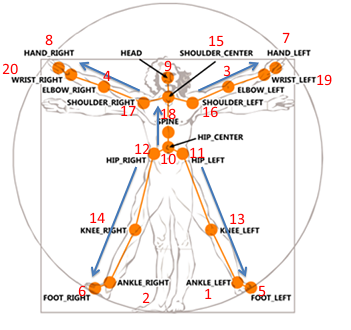 8
15
7
HAND_RIGHT
HEAD
SHOULDER_CENTER
HAND_LEFT
20
9
WRIST_RIGHT
4
3
WRIST_LEFT
19
ELBOW_RIGHT
ELBOW_LEFT
SHOULDER_RIGHT
SHOULDER_LEFT
17
18
16
SPINE
HIP_CENTER
12
10
11
HIP_RIGHT
HIP_LEFT
14
13
KNEE_RIGHT
KNEE_LEFT
ANKLE_RIGHT
ANKLE_LEFT
6
5
FOOT_RIGHT
2
1
FOOT_LEFT